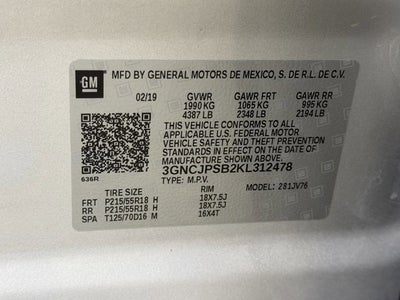 GM MFD BY GENERAL MOTORS DE MEXICO, S. DE R.L. DE C.V.
02/19 GVWR GAWR FRT GAWR RR
1990 KG 1065 KG 995 KG
4387 LB 2348 LB 2194 LB
THIS VEHICLE CONFORMS TO ALL
APPLICABLE U.S. FEDERAL MOTOR
VEHICLE SAFETY AND THEFT PREVENTION
STANDARDS IN EFFECT ON THE DATE OF
MANUFACTURE SHOWN ABOVE.
3GNCJPSB2KL312478
636R TYPE: M.P.V. MODEL: 281JV76
TIRE SIZE RIM
FRT P215/55R18 H 18X7.5J
RR P215/55R18 H 18X7.5J
SPA T125/70D16 M 16X4T